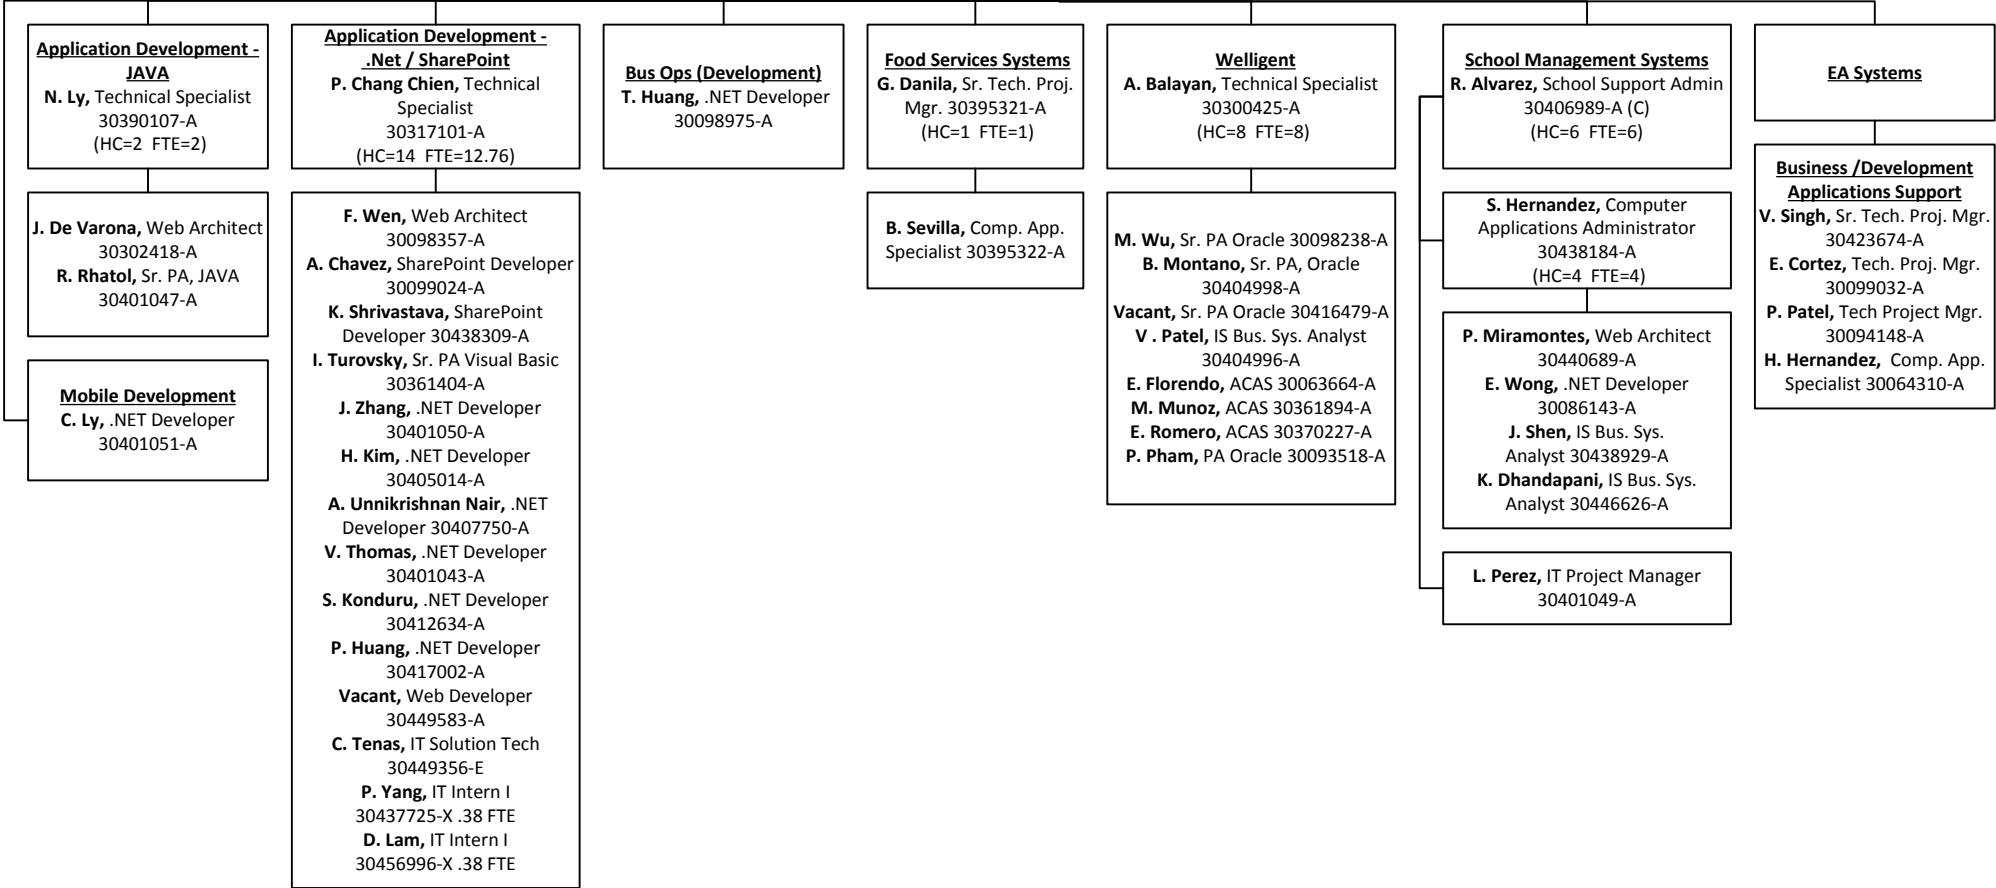 Application Development -
JAVA
N. Ly, Technical Specialist
30390107-A
(HC=2 FTE=2)
J. De Varona, Web Architect
30302418-A
R. Rhatol, Sr. PA, JAVA
30401047-A
Mobile Development
C. Ly, .NET Developer
30401051-A
Application Development -
.Net / SharePoint
P. Chang Chien, Technical
Specialist
30317101-A
(HC=14 FTE=12.76)
F. Wen, Web Architect
30098357-A
A. Chavez, SharePoint Developer
30099024-A
K. Shrivastava, SharePoint
Developer 30438309-A
I. Turovsky, Sr. PA Visual Basic
30361404-A
J. Zhang, .NET Developer
30401050-A
H. Kim, .NET Developer
30405014-A
A. Unnikrishnan Nair, .NET
Developer 30407750-A
V. Thomas, .NET Developer
30401043-A
S. Konduru, .NET Developer
30412634-A
P. Huang, .NET Developer
30417002-A
Vacant, Web Developer
30449583-A
C. Tenas, IT Solution Tech
30449356-E
P. Yang, IT Intern I
30437725-X .38 FTE
D. Lam, IT Intern I
30456996-X .38 FTE
Bus Ops (Development)
T. Huang, .NET Developer
30098975-A
Food Services Systems
G. Danila, Sr. Tech. Proj.
Mgr. 30395321-A
(HC=1 FTE=1)
B. Sevilla, Comp. App.
Specialist 30395322-A
Welligent
A. Balayan, Technical Specialist
30300425-A
(HC=8 FTE=8)
M. Wu, Sr. PA Oracle 30098238-A
B. Montano, Sr. PA, Oracle
30404998-A
Vacant, Sr. PA Oracle 30416479-A
V . Patel, IS Bus. Sys. Analyst
30404996-A
E. Florendo, ACAS 30063664-A
M. Munoz, ACAS 30361894-A
E. Romero, ACAS 30370227-A
P. Pham, PA Oracle 30093518-A
School Management Systems
R. Alvarez, School Support Admin
30406989-A (C)
(HC=6 FTE=6)
S. Hernandez, Computer
Applications Administrator
30438184-A
(HC=4 FTE=4)
P. Miramontes, Web Architect
30440689-A
E. Wong, .NET Developer
30086143-A
J. Shen, IS Bus. Sys.
Analyst 30438929-A
K. Dhandapani, IS Bus. Sys.
Analyst 30446626-A
L. Perez, IT Project Manager
30401049-A
EA Systems
Business /Development
Applications Support
V. Singh, Sr. Tech. Proj. Mgr.
30423674-A
E. Cortez, Tech. Proj. Mgr.
30099032-A
P. Patel, Tech Project Mgr.
30094148-A
H. Hernandez, Comp. App.
Specialist 30064310-A